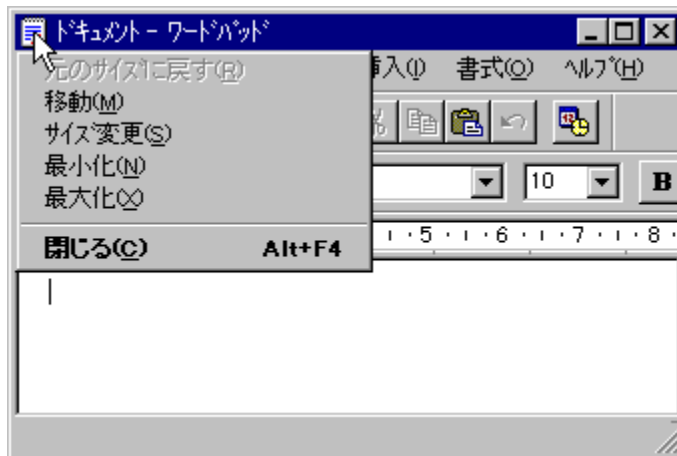 ﾄﾞｷｭﾒﾝﾄ - ﾜｰﾄﾞﾊﾟｯﾄﾞ
元のｻｲｽﾞに戻す(R)
挿入(I) 書式(O) ﾍﾙﾌﾟ(H)
移動(M)
ｻｲｽﾞ変更(S)
12
最小化(N)
10 B
最大化(X)
閉じる(C) Alt+F4
5 6 7 8